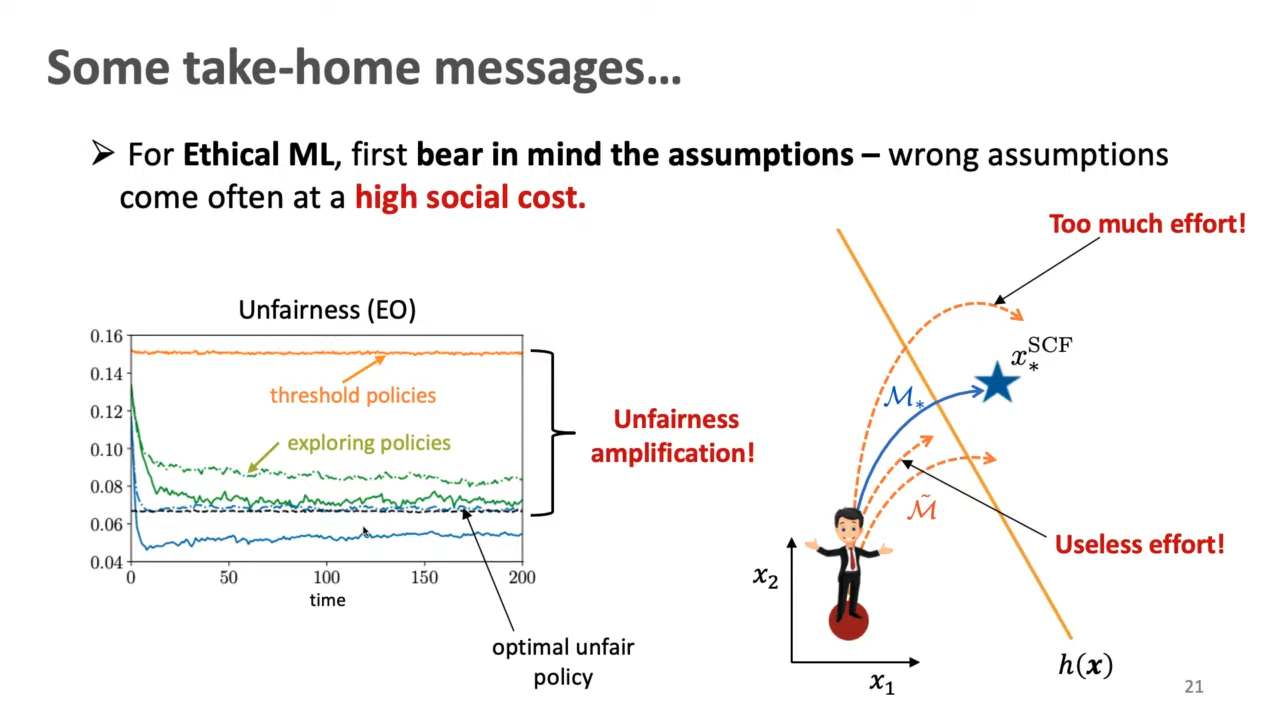 Some take-home messages...
➢ For Ethical ML, first bear in mind the assumptions – wrong assumptions
come often at a high social cost.
Unfairness (EO)
0.16
0.14
0.12
0.10
0.08
0.06
0.04
0
50
100
150
200
time
threshold policies
exploring policies
optimal unfair
policy
Unfairness
amplification!
Too much effort!
x_*^SCF
ℳ_*
ℳ̃
Useless effort!
x₂
x₁
h(x)
21